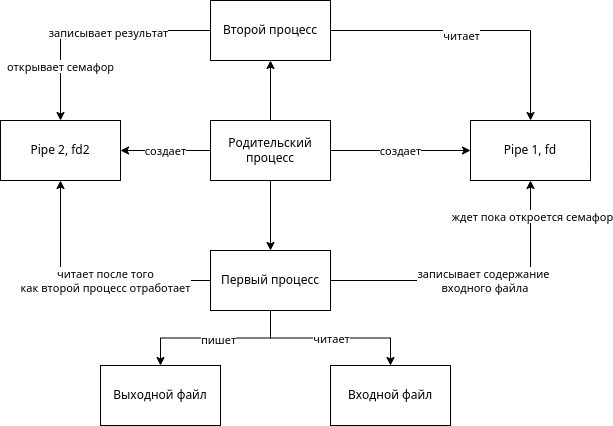 Второй процесс
записывает результат
читает
открывает семафор
Pipe 2, fd2
создает
Родительский
процесс
создает
Pipe 1, fd
ждет пока откроется семафор
читает после того
как второй процесс отработает
Первый процесс
записывает содержание
входного файла
пишет
читает
Выходной файл
Входной файл